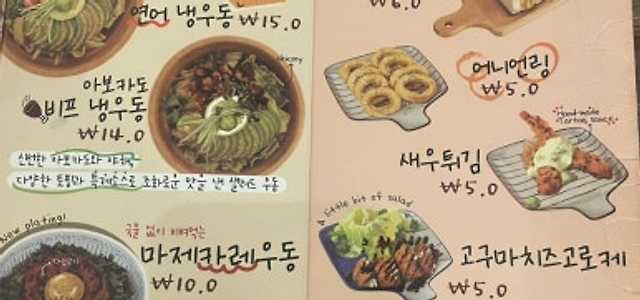 연어 냉우동
₩15.0
아보카도
비프 냉우동
₩14.0
신선한 아보카도와 야채
다양한 토핑과 특제소스로 조화로운 맛을 낸 샐러드 우동
New plating!
국물 없이 비벼먹는
마제카레우동
₩10.0
₩6.0
어니언링
₩5.0
Hand-made
Tartar sauce
새우튀김
₩5.0
A little bit of salad
고구마치즈고로케
₩5.0